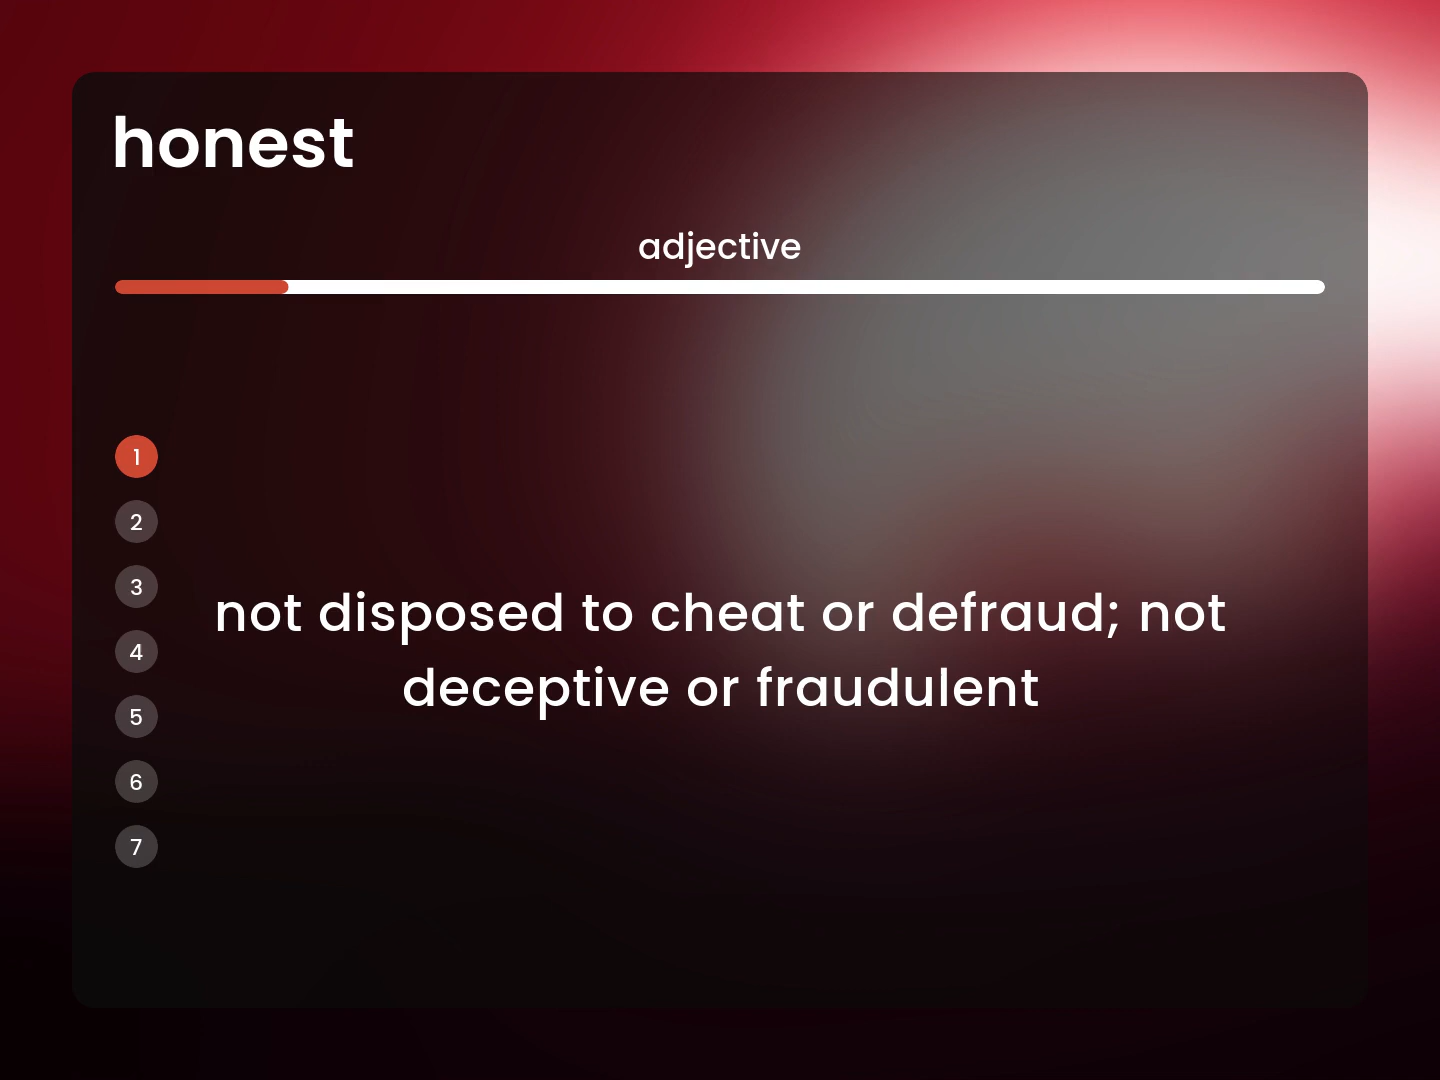 honest
adjective
1
2
3
not disposed to cheat or defraud; not
4
deceptive or fraudulent
5
6
7